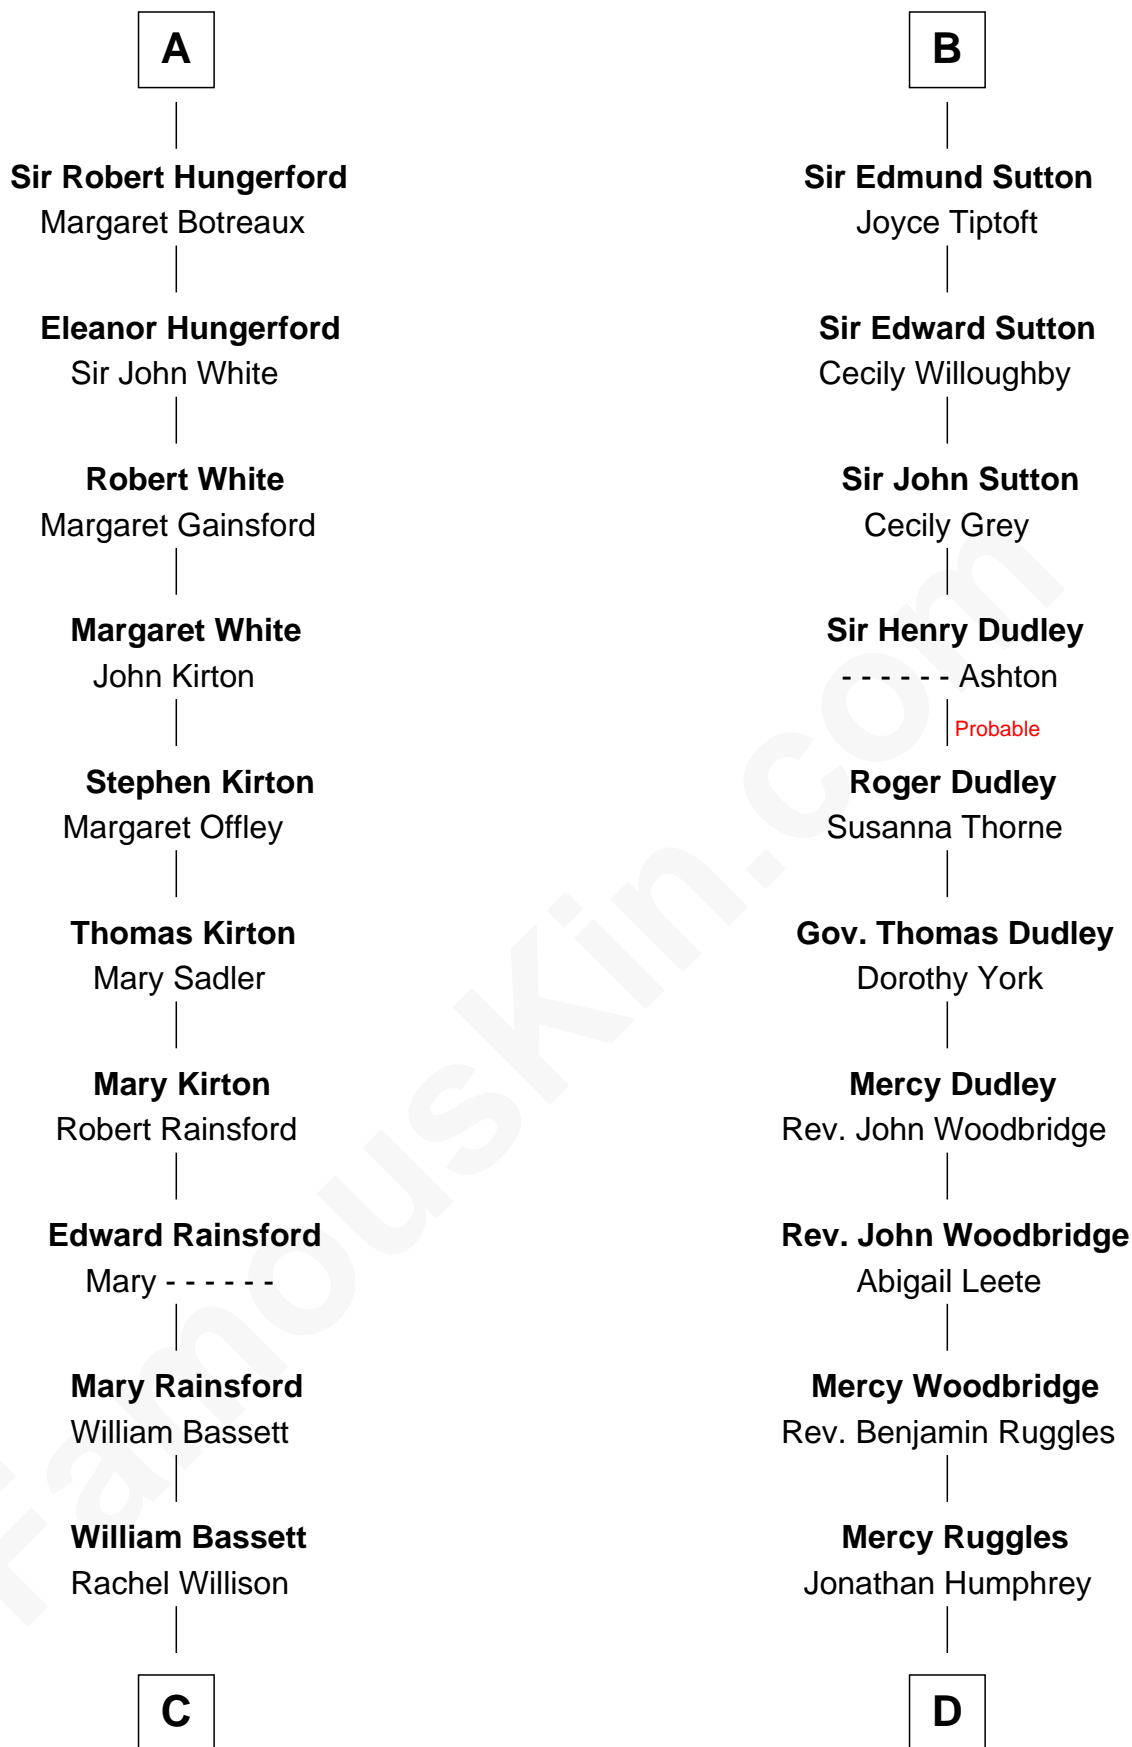 A
Sir Robert Hungerford
Margaret Botreaux
Eleanor Hungerford
Sir John White
Robert White
Margaret Gainsford
Margaret White
John Kirton
Stephen Kirton
Margaret Offley
Thomas Kirton
Mary Sadler
Mary Kirton
Robert Rainsford
Edward Rainsford
Mary - - - - - -
Mary Rainsford
William Bassett
William Bassett
Rachel Willison
C
B
Sir Edmund Sutton
Joyce Tiptoft
Sir Edward Sutton
Cecily Willoughby
Sir John Sutton
Cecily Grey
Sir Henry Dudley
- - - - - - Ashton
Probable
Roger Dudley
Susanna Thorne
Gov. Thomas Dudley
Dorothy York
Mercy Dudley
Rev. John Woodbridge
Rev. John Woodbridge
Abigail Leete
Mercy Woodbridge
Rev. Benjamin Ruggles
Mercy Ruggles
Jonathan Humphrey
D
FamousKin.com